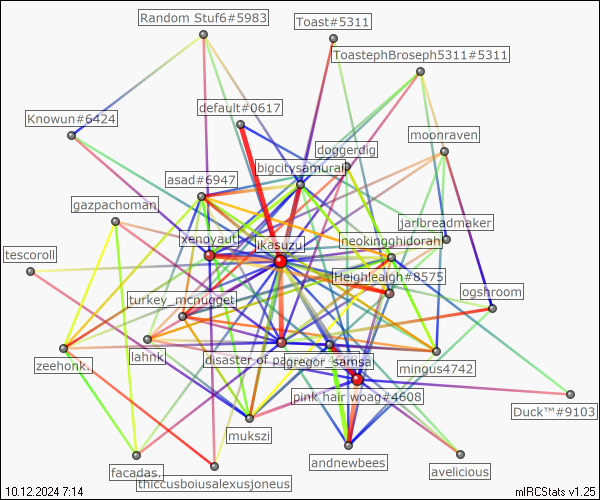 Random Stuf6#5983
Toast#5311
ToastephBroseph5311#5311
default#0617
Knowun#6424
moonraven
doggerdig
bigcitysamurai
asad#6947
gazpachoman
jarlbreadmaker
xenoyaut
ikasuzu
neokingghidorah
tescoroll
Heighleaigh#8575
ogshroom
turkey_mcnugget
lahnk
disaster of pa
gregor_samsa
zeehonk.
mingus4742
pink hair woag#4608
Duck™#9103
mukszi
andnewbees
avelicious
facadas.
thiccusboiusalexusjoneus
10.12.2024 7:14
mIRCStats v1.25